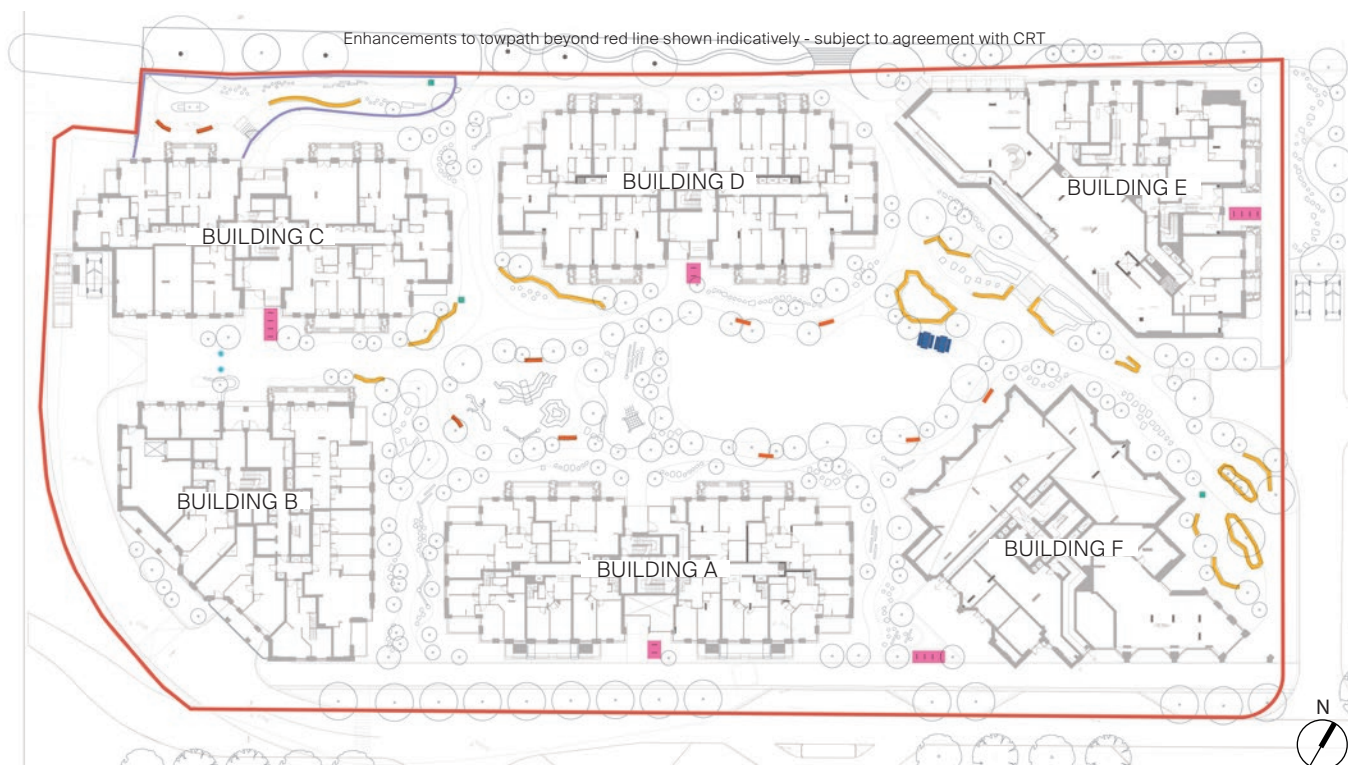 Enhancements to towpath beyond red line shown indicatively - subject to agreement with CRT
BUILDING D
BUILDING E
BUILDING C
BUILDING B
BUILDING F
BUILDING A
N